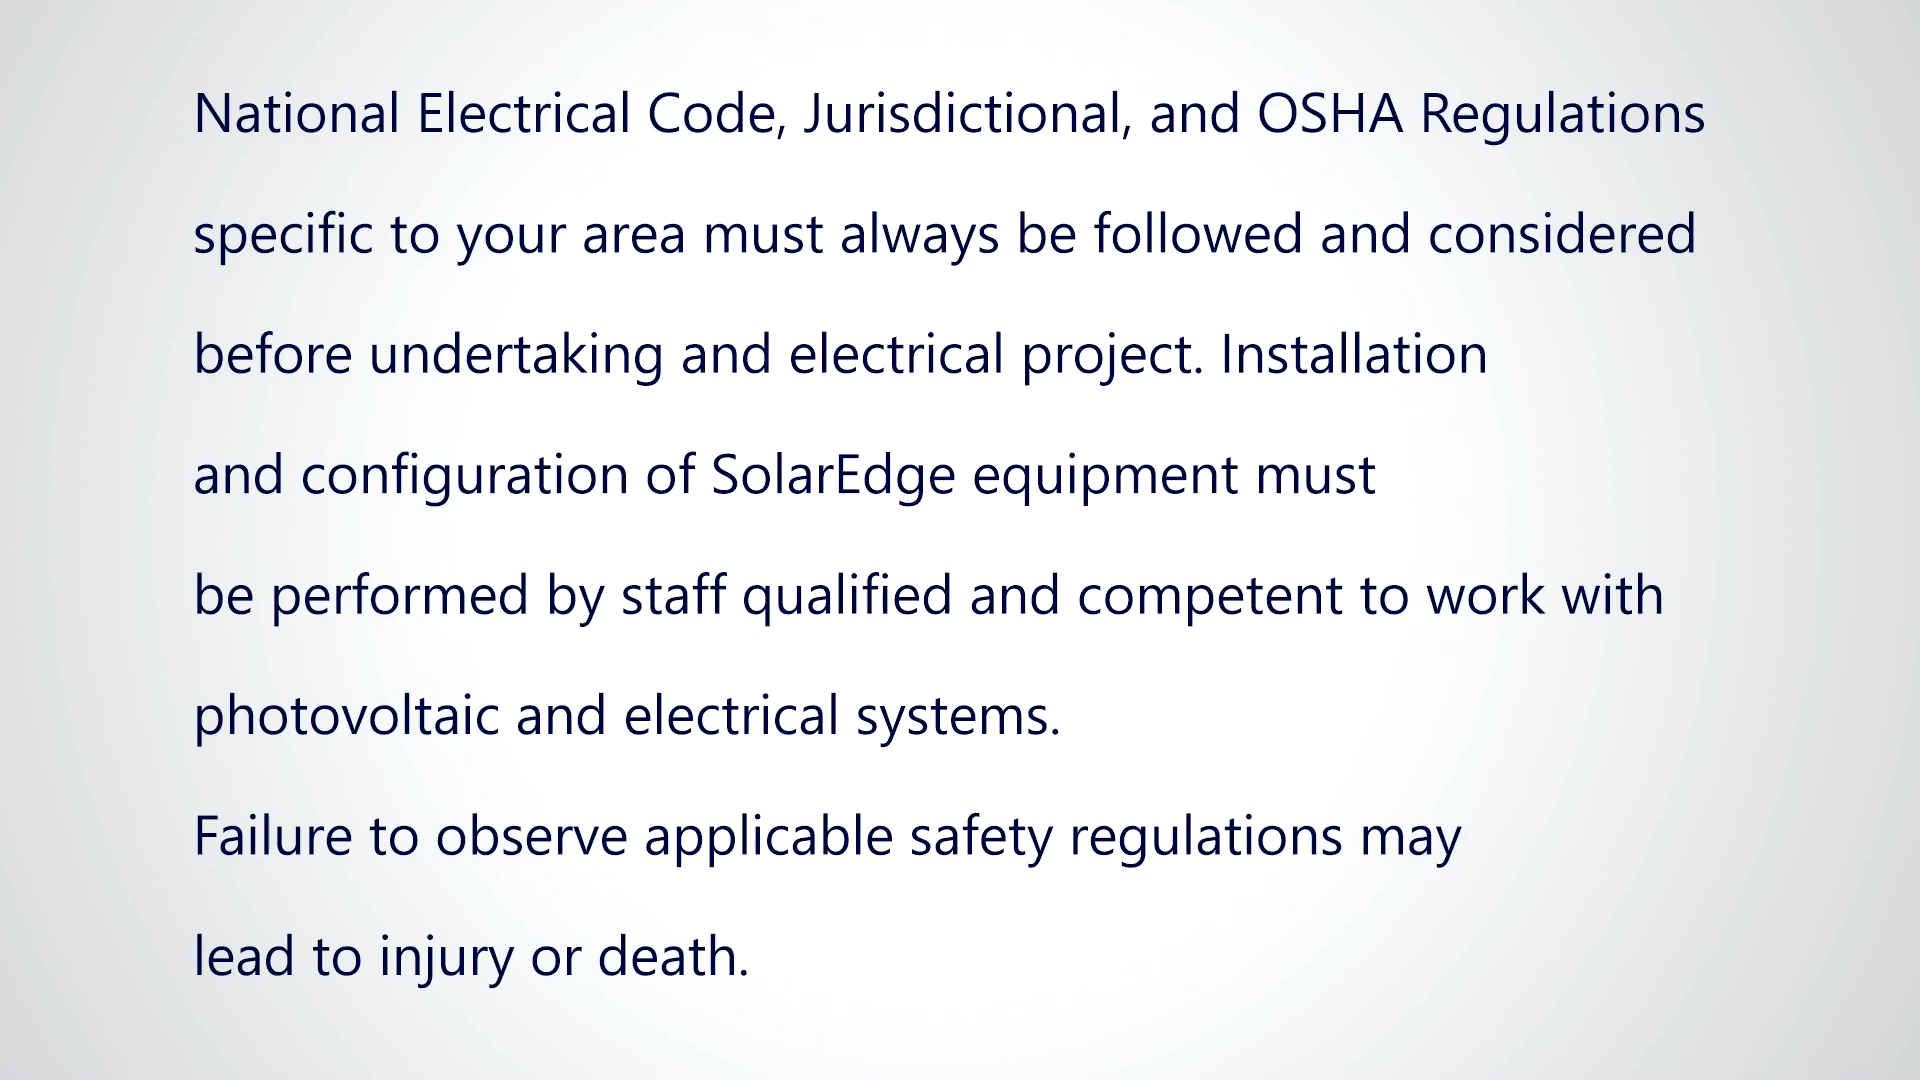 National Electrical Code, Jurisdictional, and OSHA Regulations
specific to your area must always be followed and considered
before undertaking and electrical project. Installation
and configuration of SolarEdge equipment must
be performed by staff qualified and competent to work with
photovoltaic and electrical systems.
Failure to observe applicable safety regulations may
lead to injury or death.